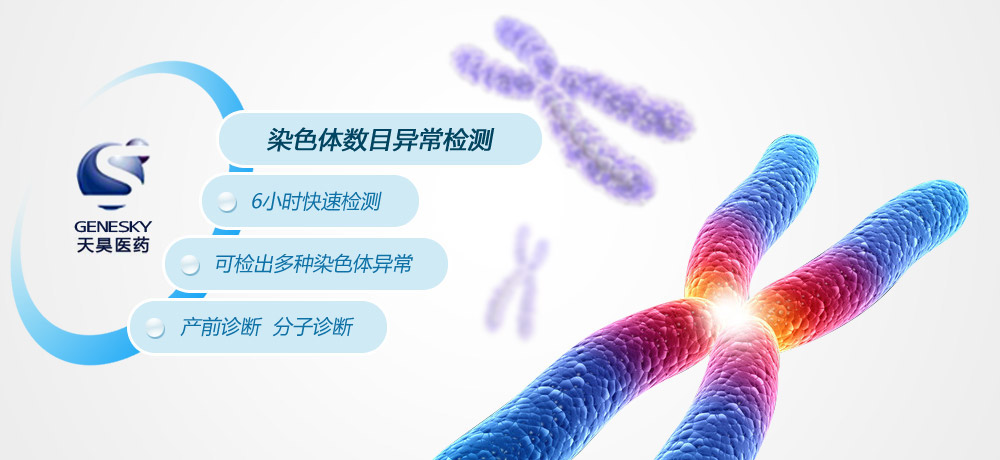 染色体数目异常检测
6小时快速检测
GENESKY
天昊医药
可检出多种染色体异常
产前诊断 分子诊断